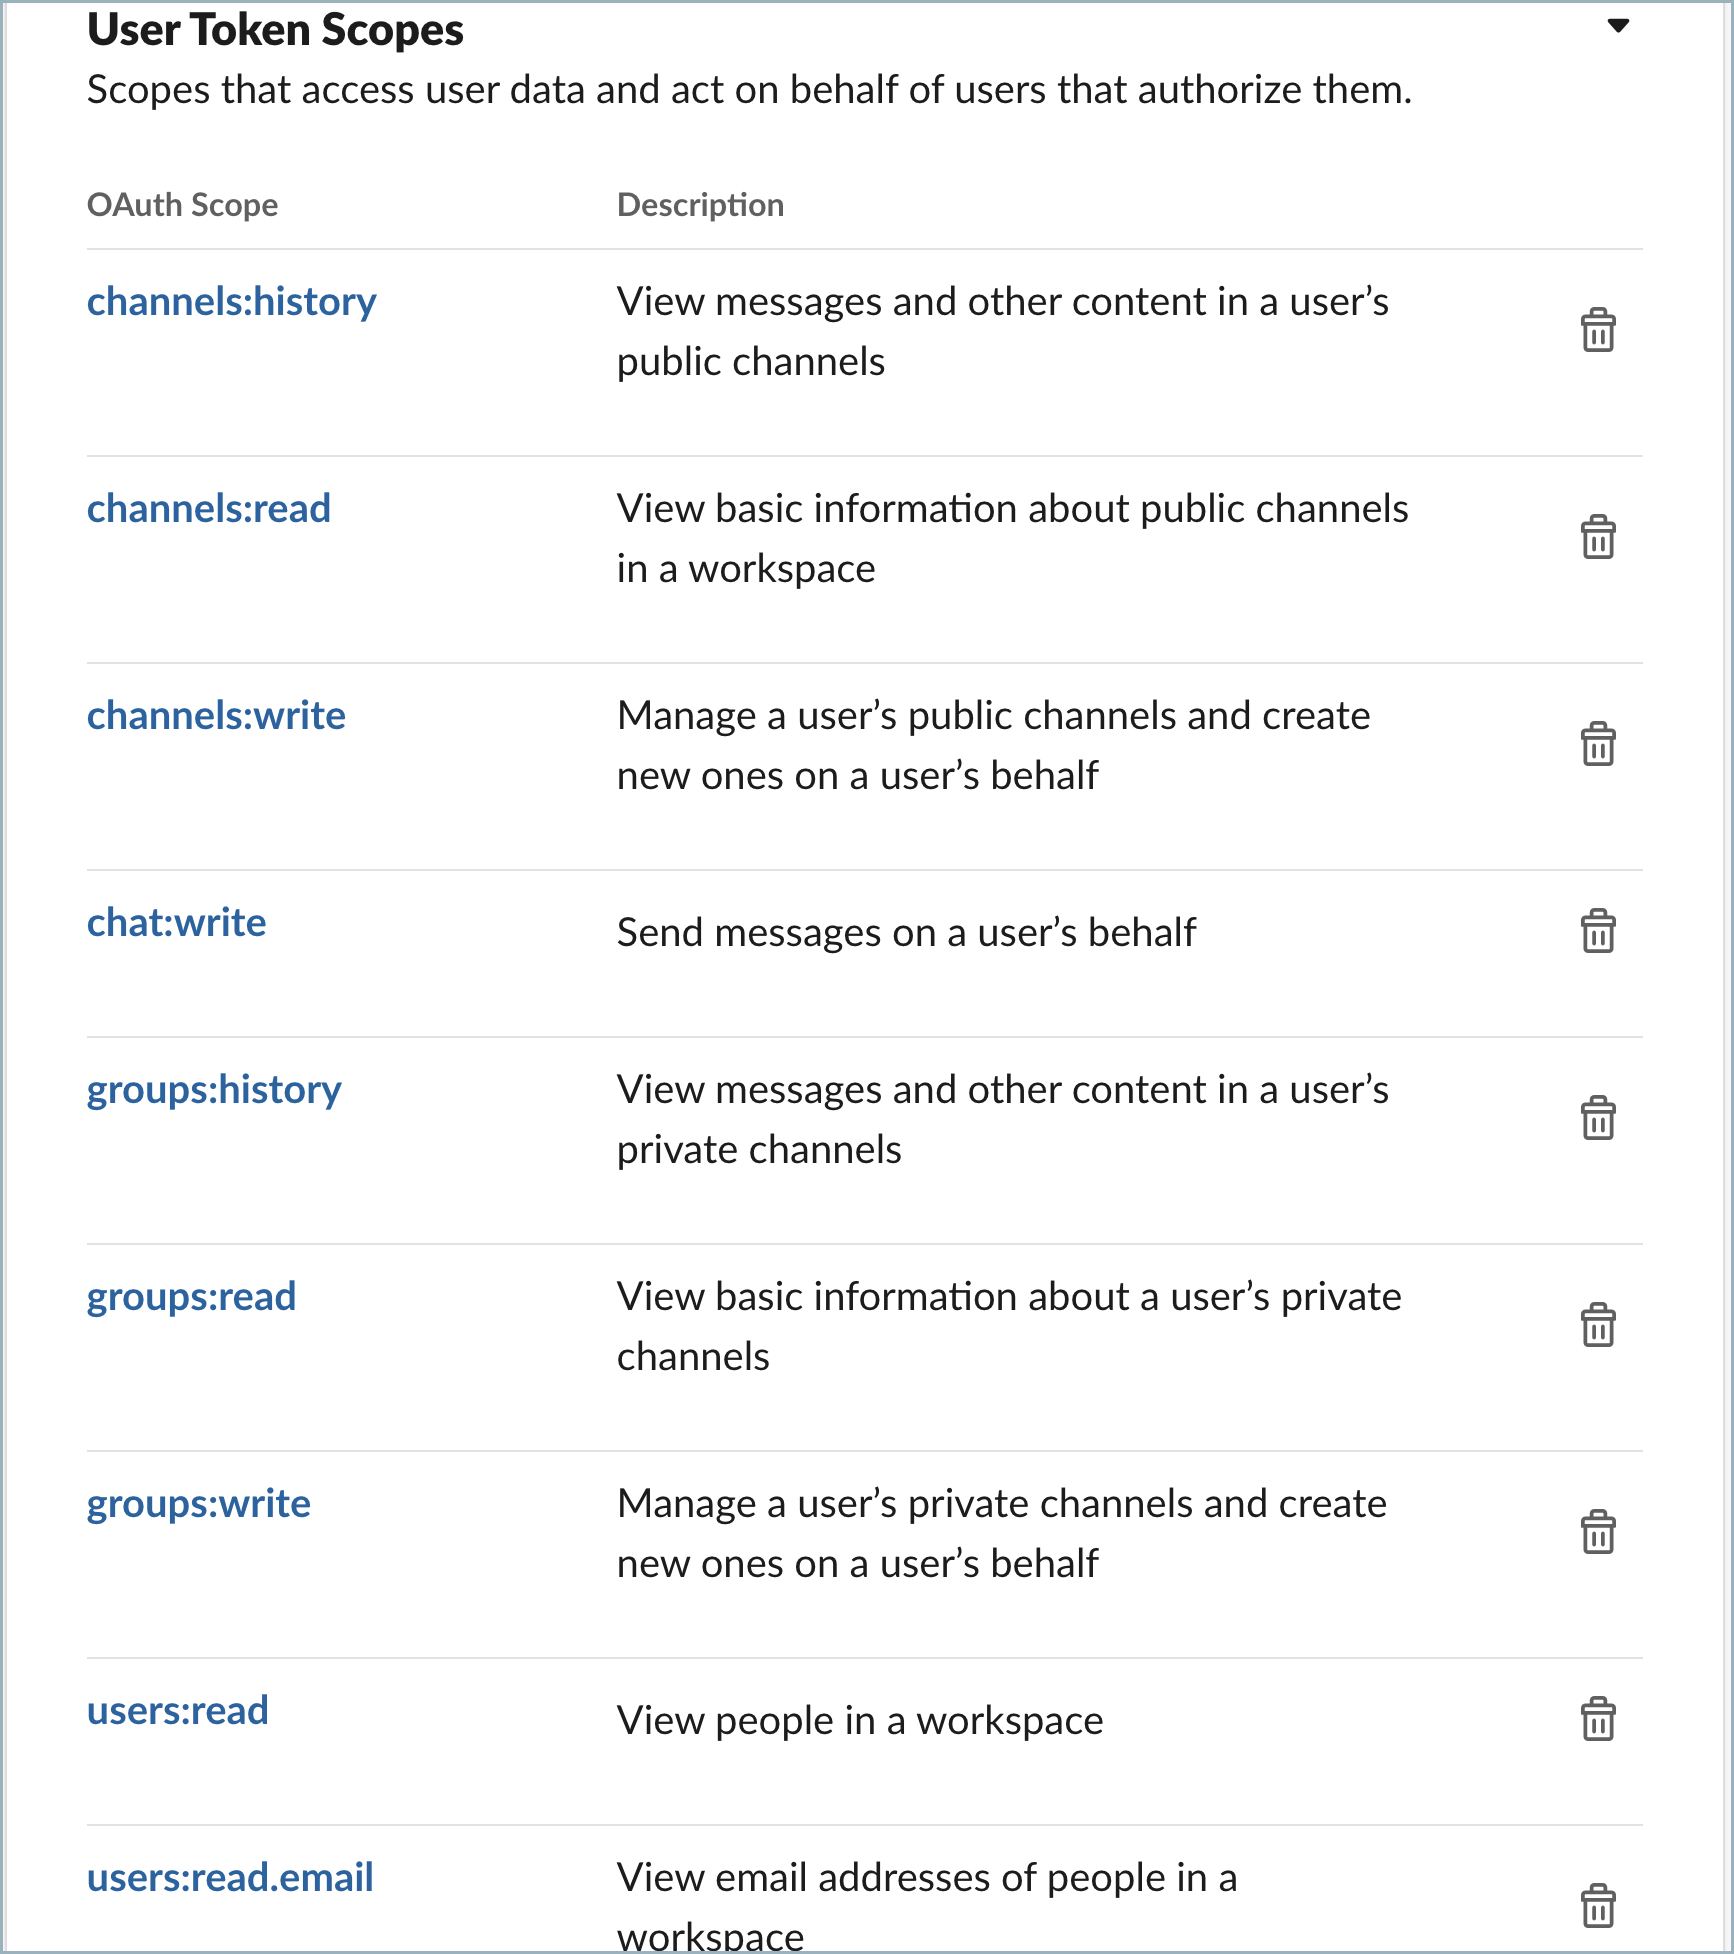 User Token Scopes
Scopes that access user data and act on behalf of users that authorize them.
OAuth Scope Description
channels:history View messages and other content in a user’s
public channels
channels:read View basic information about public channels
in a workspace
channels:write Manage a user’s public channels and create
new ones on a user’s behalf
chat:write Send messages on a user’s behalf
groups:history View messages and other content in a user’s
private channels
groups:read View basic information about a user’s private
channels
groups:write Manage a user’s private channels and create
new ones on a user’s behalf
users:read View people in a workspace
users:read.email View email addresses of people in a
workspace